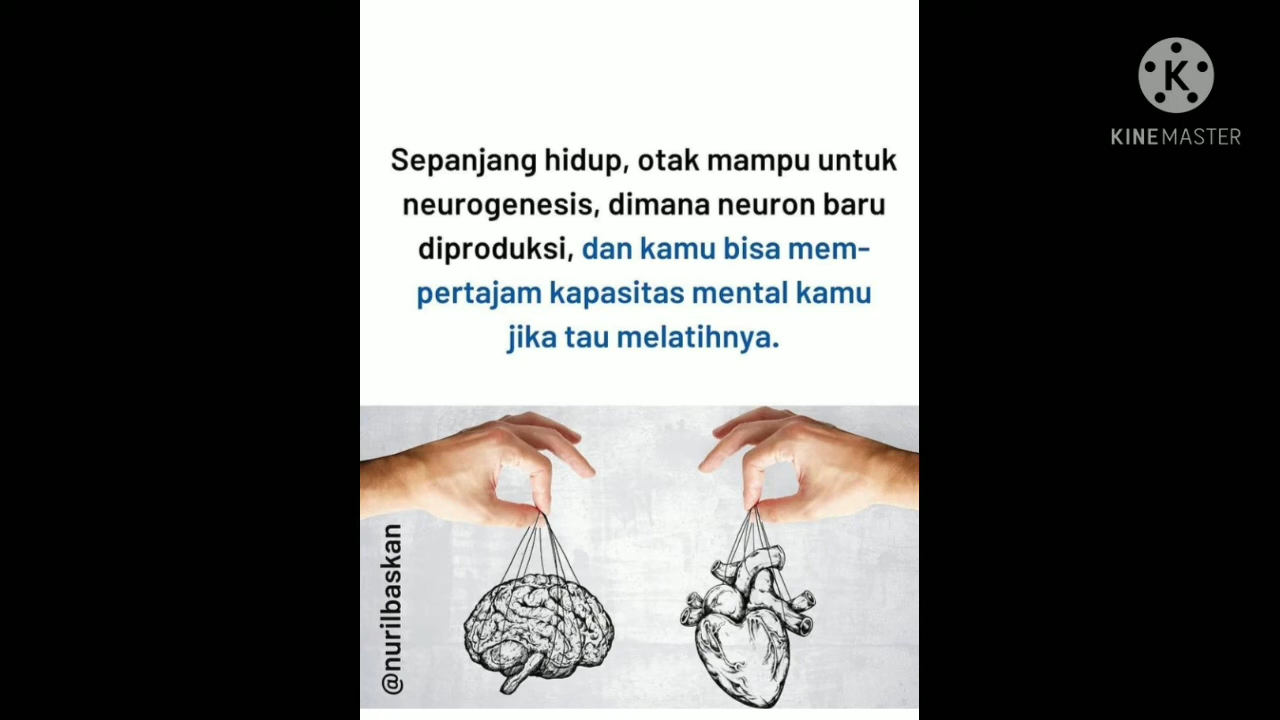 Sepanjang hidup, otak mampu untuk
neurogenesis, dimana neuron baru
diproduksi, dan kamu bisa mem-
pertajam kapasitas mental kamu
jika tau melatihnya.
@nurilbaskan
K
KINEMASTER